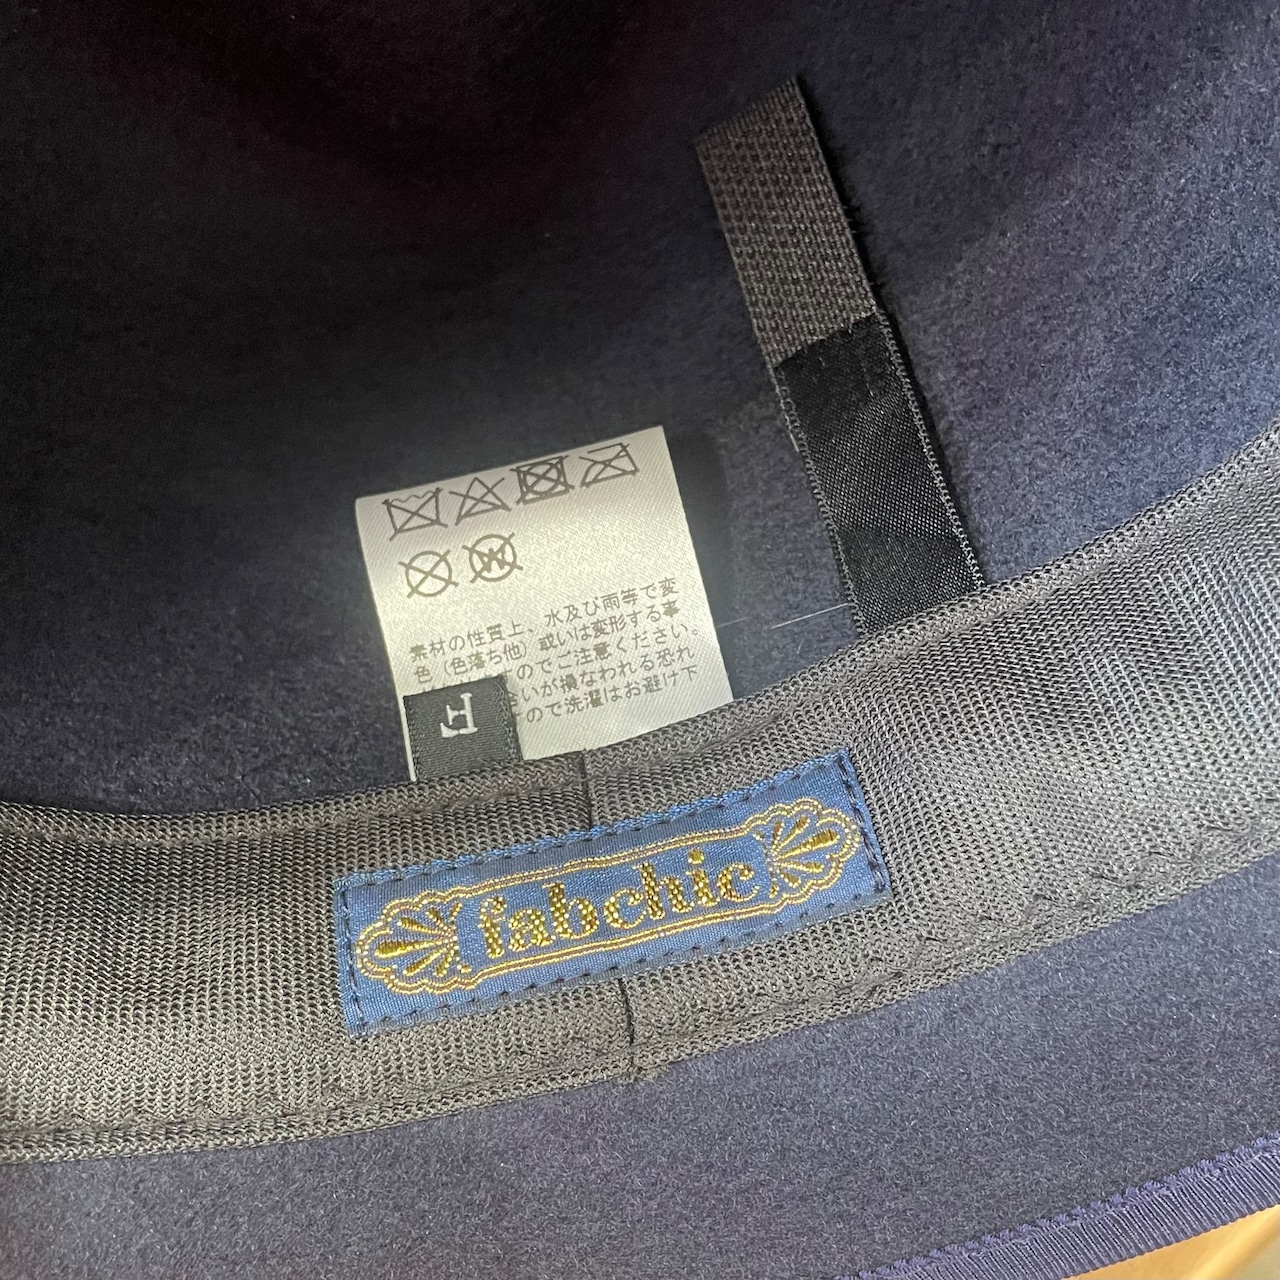 W
素材の性質上、水及び雨等で変
色（色落ち他）或いは変形する事
のでご注意ください。
いが損なわれる恐れ
ので洗濯はお避け下
F
fabchic